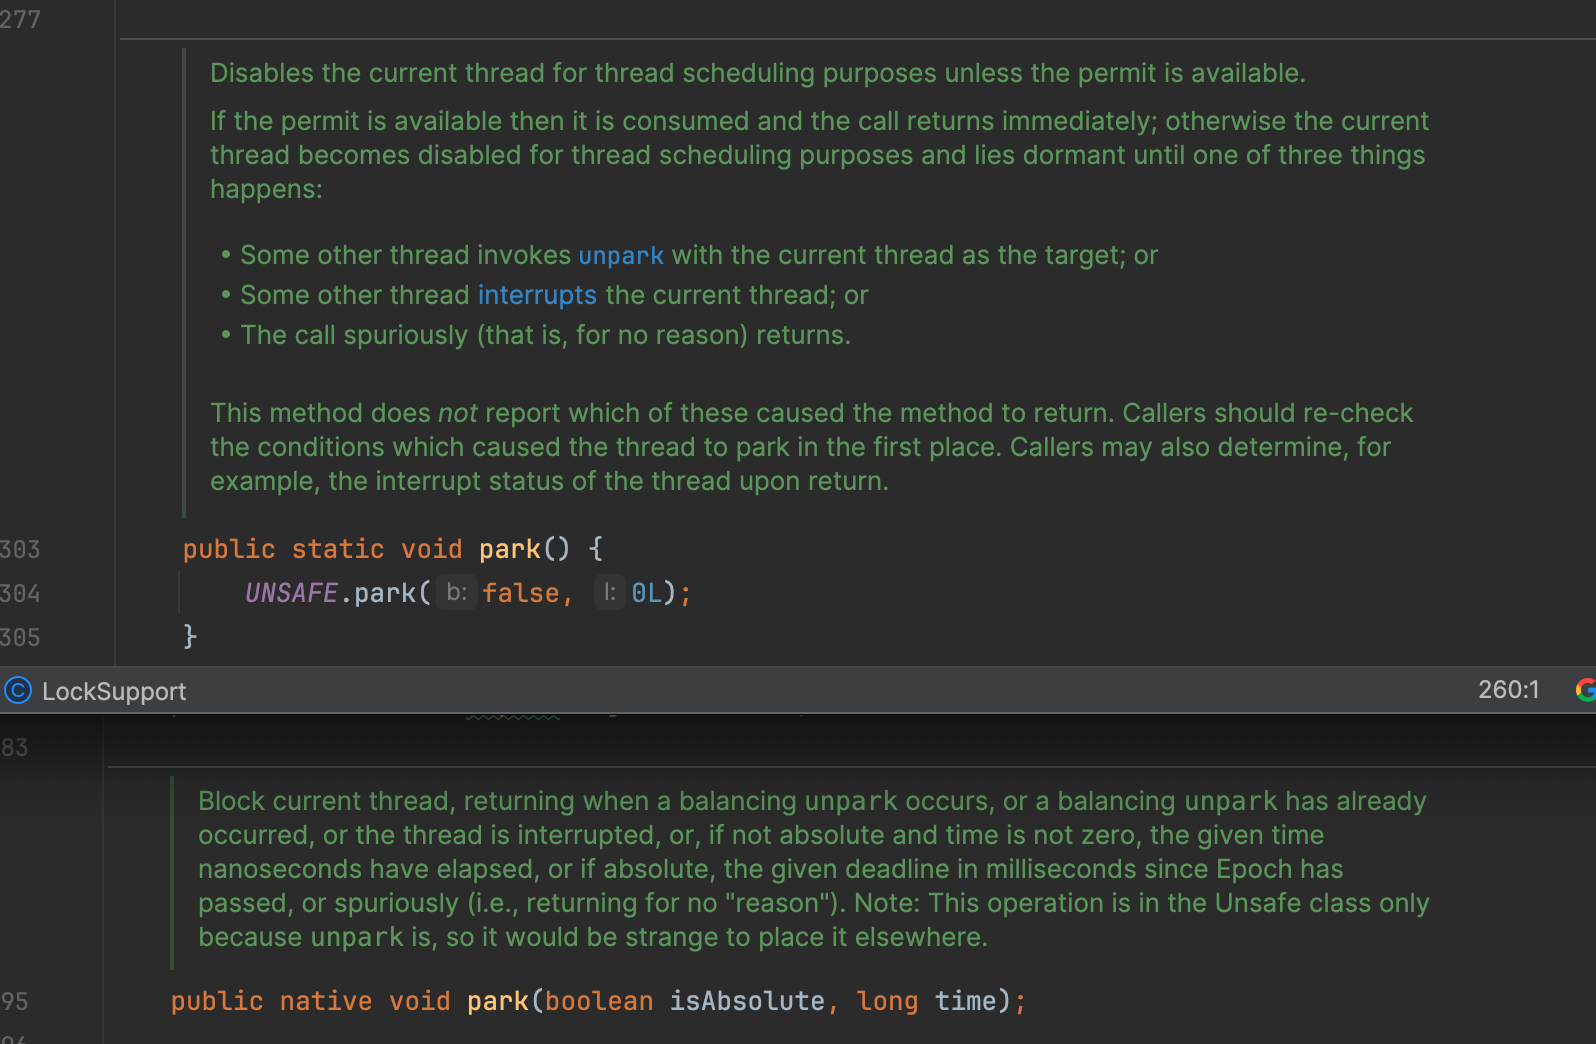 277
Disables the current thread for thread scheduling purposes unless the permit is available.
If the permit is available then it is consumed and the call returns immediately; otherwise the current
thread becomes disabled for thread scheduling purposes and lies dormant until one of three things
happens:
• Some other thread invokes unpark with the current thread as the target; or
• Some other thread interrupts the current thread; or
• The call spuriously (that is, for no reason) returns.
This method does not report which of these caused the method to return. Callers should re-check
the conditions which caused the thread to park in the first place. Callers may also determine, for
example, the interrupt status of the thread upon return.
303 public static void park() {
304 UNSAFE.park( b: false, l: 0L);
305 }
C LockSupport 260:1 G
83
Block current thread, returning when a balancing unpark occurs, or a balancing unpark has already
occurred, or the thread is interrupted, or, if not absolute and time is not zero, the given time
nanoseconds have elapsed, or if absolute, the given deadline in milliseconds since Epoch has
passed, or spuriously (i.e., returning for no "reason"). Note: This operation is in the Unsafe class only
because unpark is, so it would be strange to place it elsewhere.
95 public native void park(boolean isAbsolute, long time);